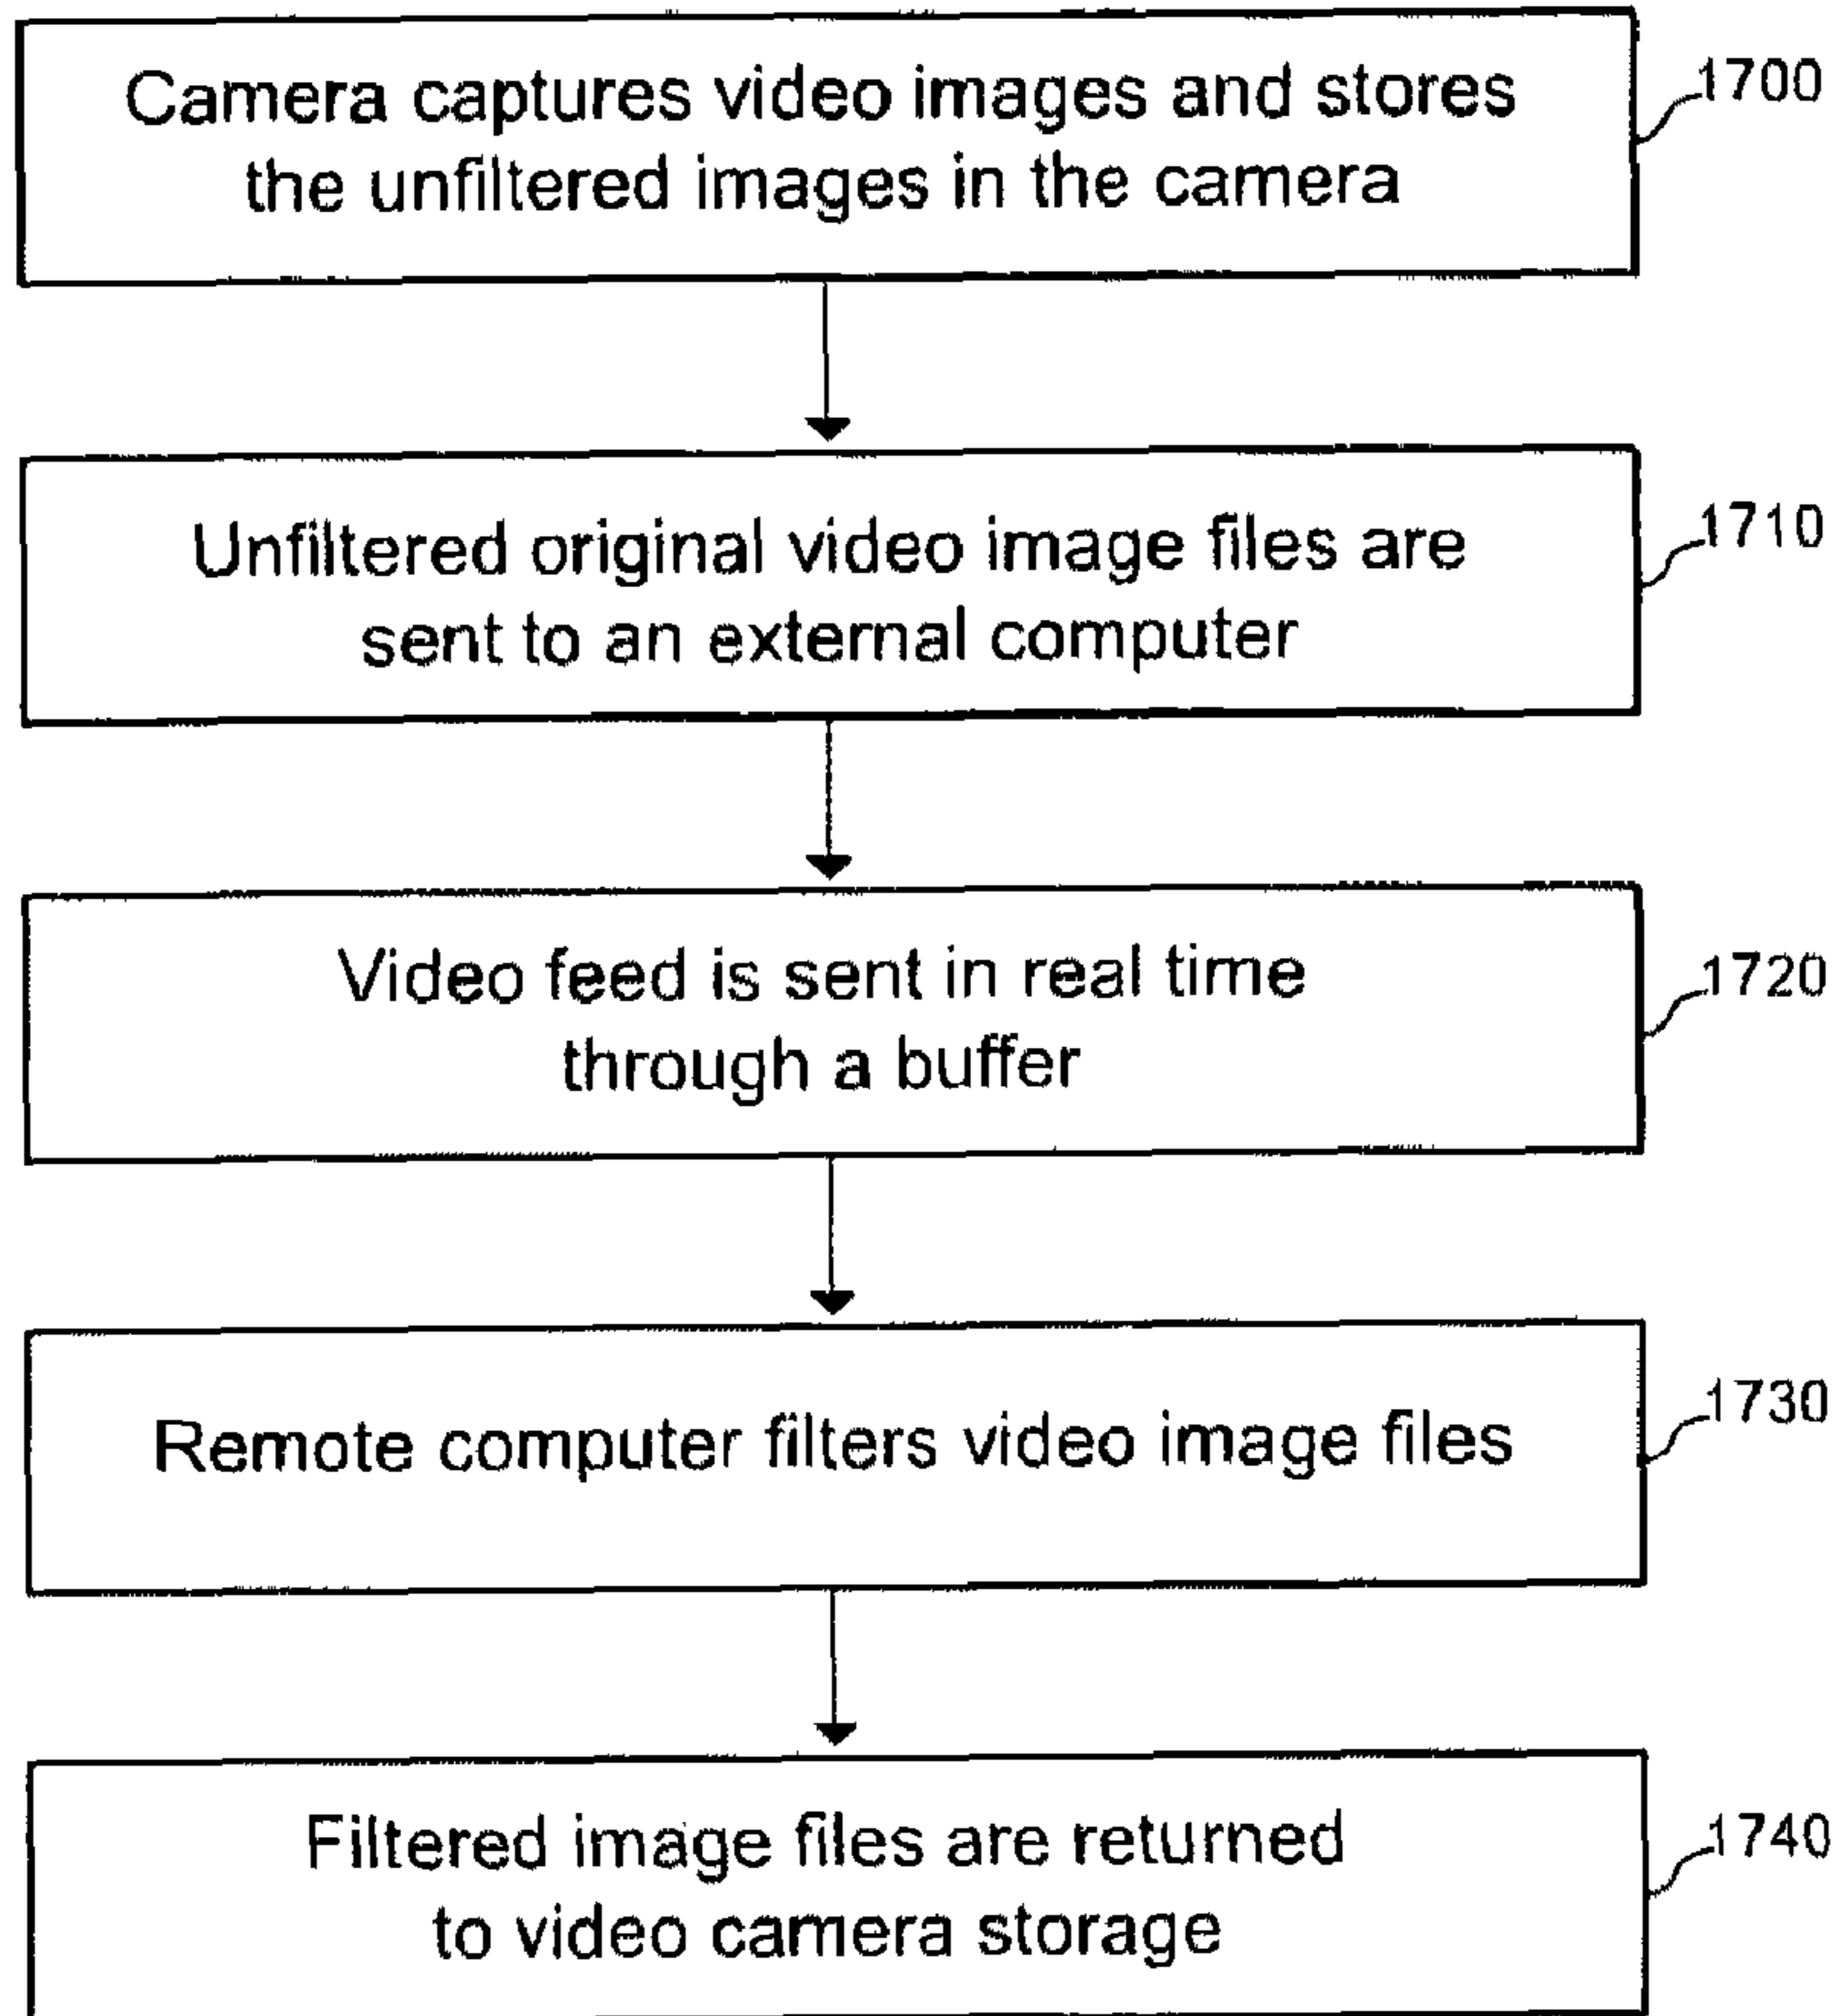 Camera captures video images and stores
the unfiltered images in the camera
1700
Unfiltered original video image files are
sent to an external computer
1710
Video feed is sent in real time
through a buffer
1720
Remote computer filters video image files
1730
Filtered image files are returned
to video camera storage
1740